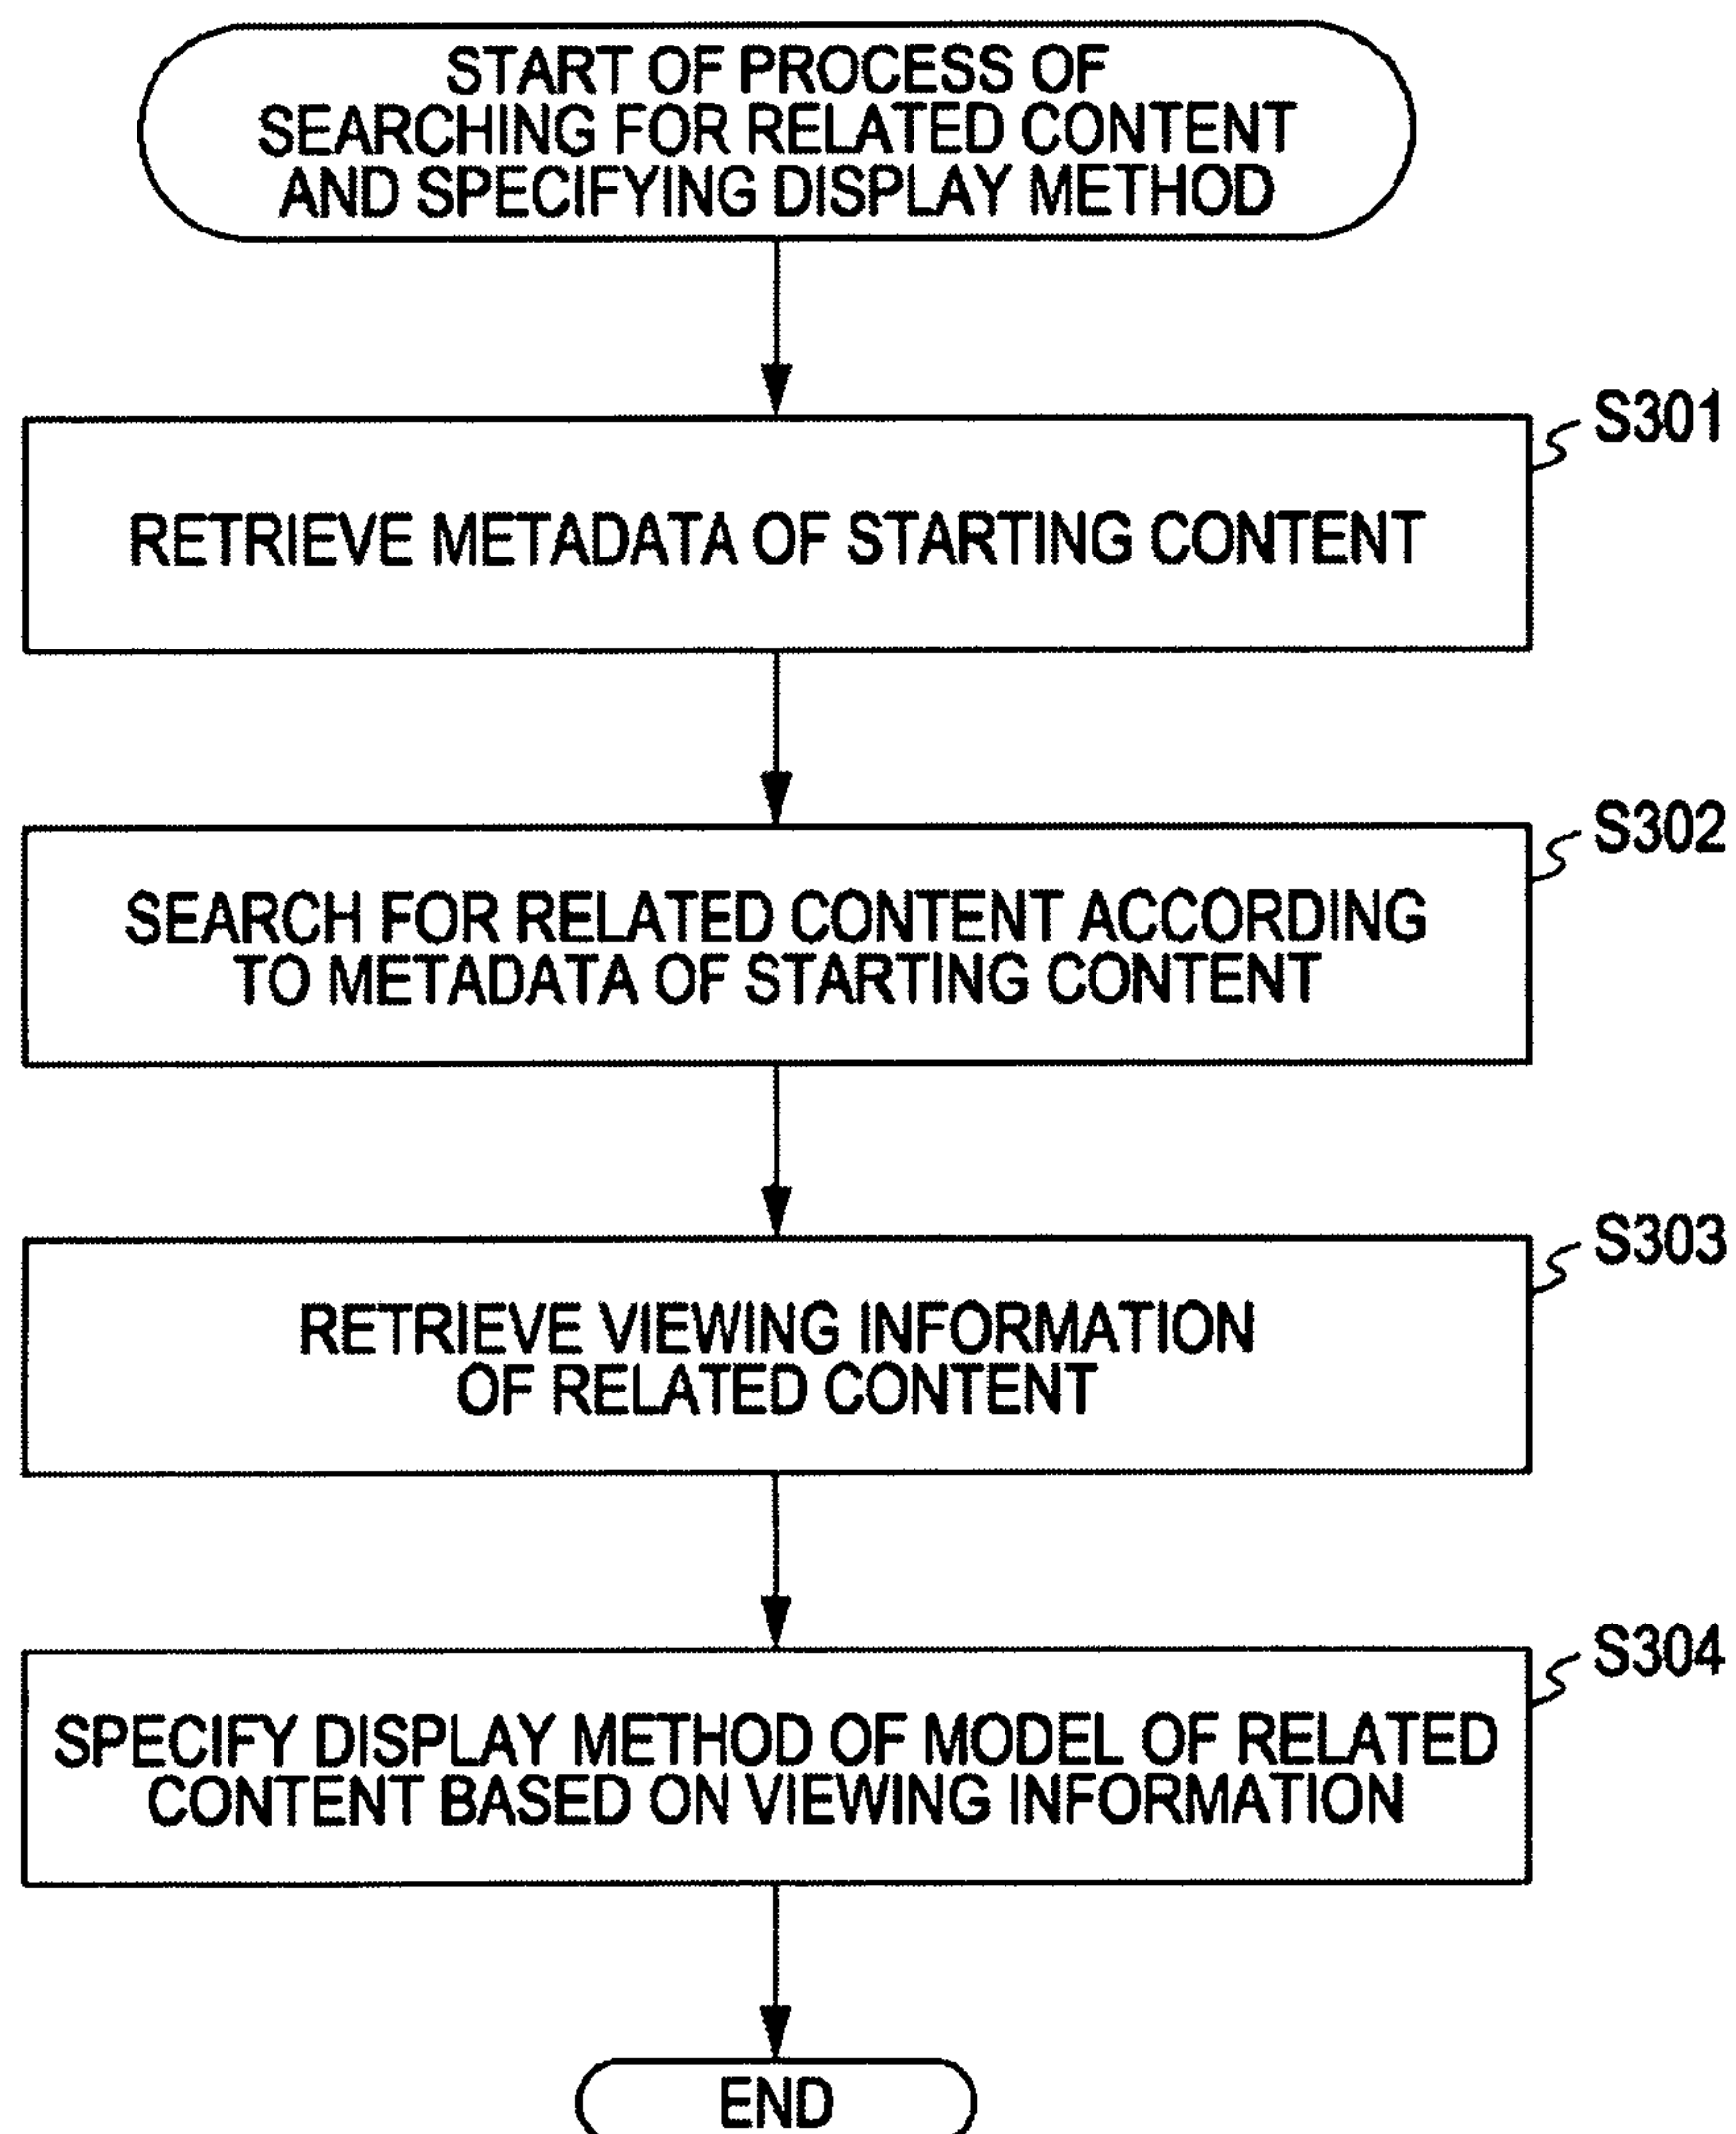 START OF PROCESS OF
SEARCHING FOR RELATED CONTENT
AND SPECIFYING DISPLAY METHOD
S301
RETRIEVE METADATA OF STARTING CONTENT
S302
SEARCH FOR RELATED CONTENT ACCORDING
TO METADATA OF STARTING CONTENT
S303
RETRIEVE VIEWING INFORMATION
OF RELATED CONTENT
S304
SPECIFY DISPLAY METHOD OF MODEL OF RELATED
CONTENT BASED ON VIEWING INFORMATION
END